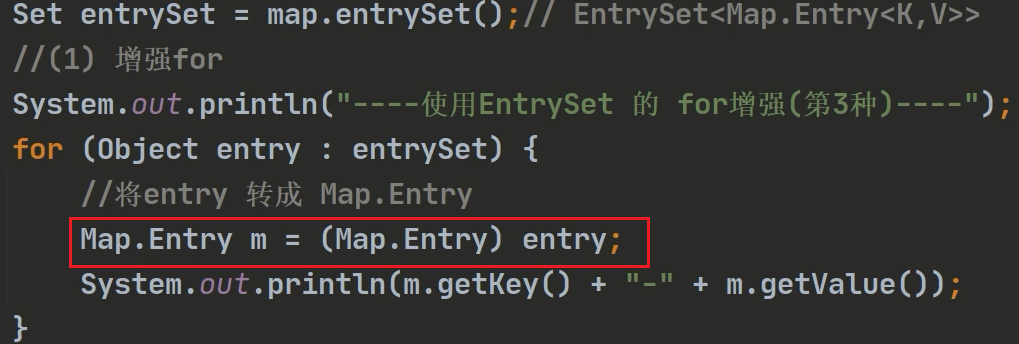 Set entrySet = map.entrySet();// EntrySet<Map.Entry<K,V>>
//(1) 增强for
System.out.println("----使用EntrySet 的 for增强(第3种)----");
for (Object entry : entrySet) {
//将entry 转成 Map.Entry
Map.Entry m = (Map.Entry) entry;
System.out.println(m.getKey() + "-" + m.getValue());
}